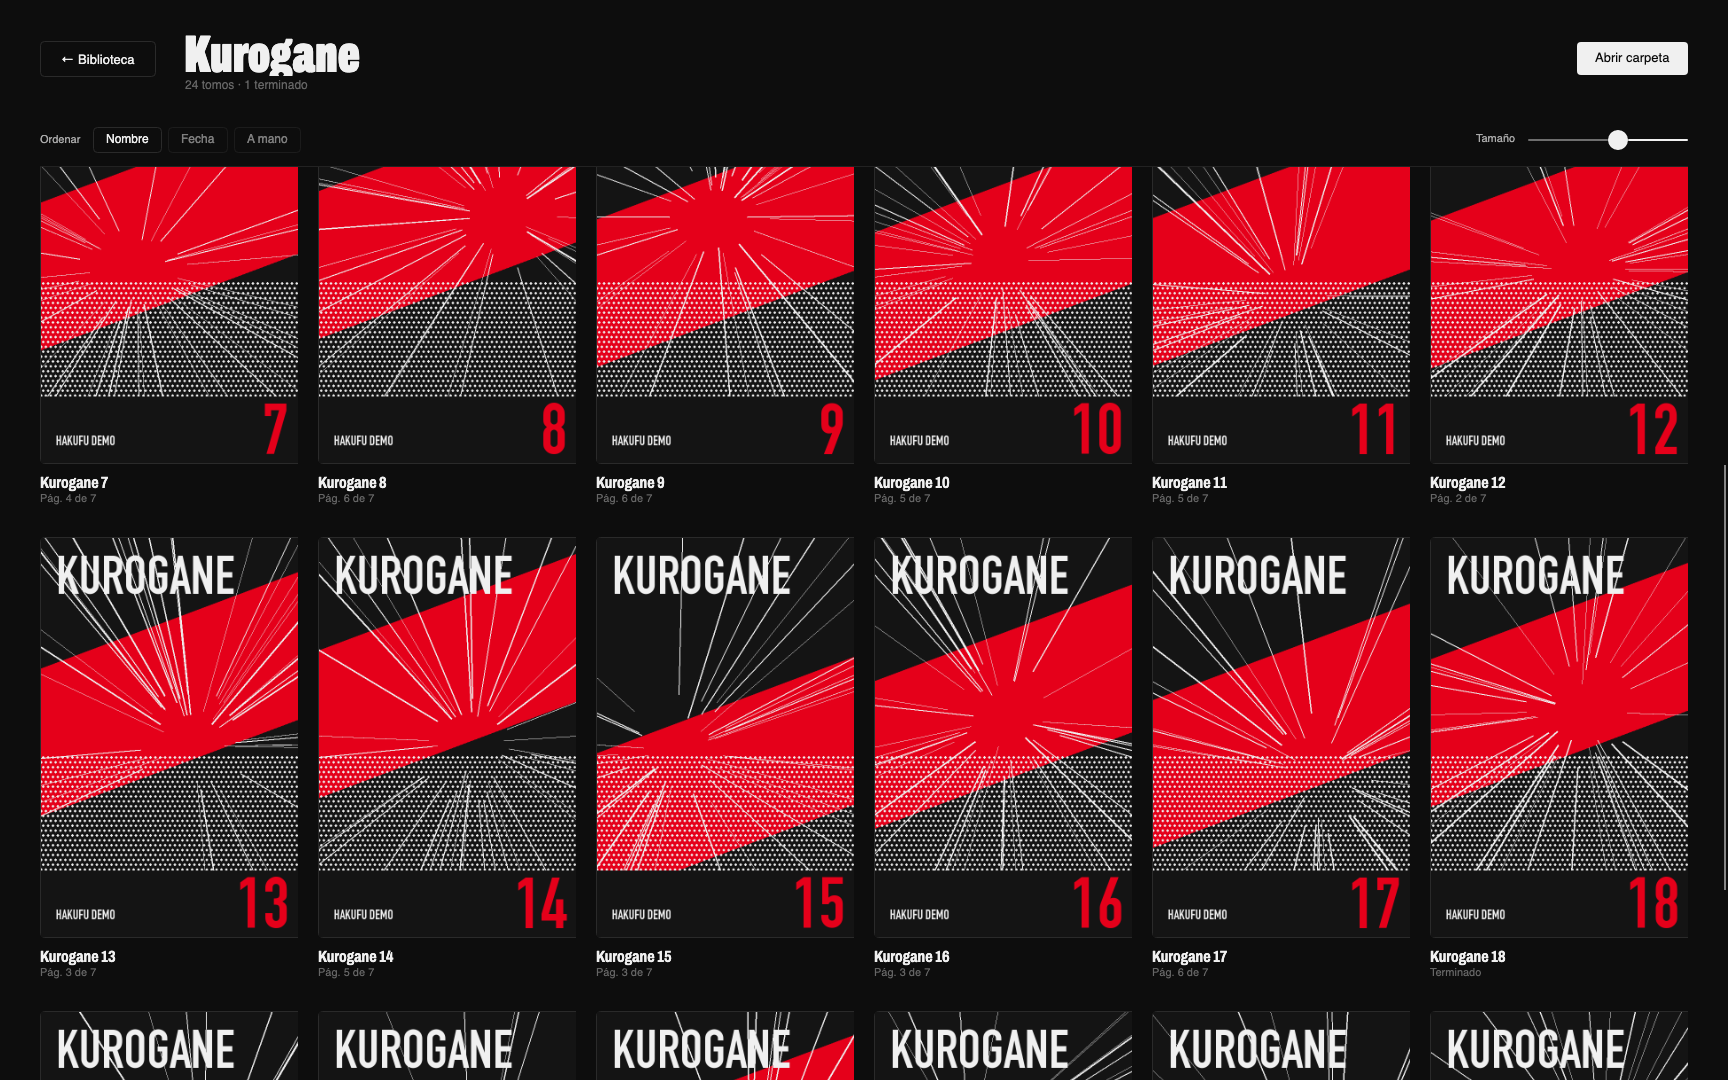 ← Biblioteca
Kurogane
24 tomos · 1 terminado
Abrir carpeta
Ordenar
Nombre
Fecha
A mano
Tamaño
HAKUFU DEMO
7
HAKUFU DEMO
8
HAKUFU DEMO
9
HAKUFU DEMO
10
HAKUFU DEMO
11
HAKUFU DEMO
12
Kurogane 7
Pág. 4 de 7
Kurogane 8
Pág. 6 de 7
Kurogane 9
Pág. 6 de 7
Kurogane 10
Pág. 5 de 7
Kurogane 11
Pág. 5 de 7
Kurogane 12
Pág. 2 de 7
KUROGANE
HAKUFU DEMO
13
KUROGANE
HAKUFU DEMO
14
KUROGANE
HAKUFU DEMO
15
KUROGANE
HAKUFU DEMO
16
KUROGANE
HAKUFU DEMO
17
KUROGANE
HAKUFU DEMO
18
Kurogane 13
Pág. 3 de 7
Kurogane 14
Pág. 5 de 7
Kurogane 15
Pág. 3 de 7
Kurogane 16
Pág. 3 de 7
Kurogane 17
Pág. 6 de 7
Kurogane 18
Terminado
KUROGANE
KUROGANE
KUROGANE
KUROGANE
KUROGANE
KUROGANE